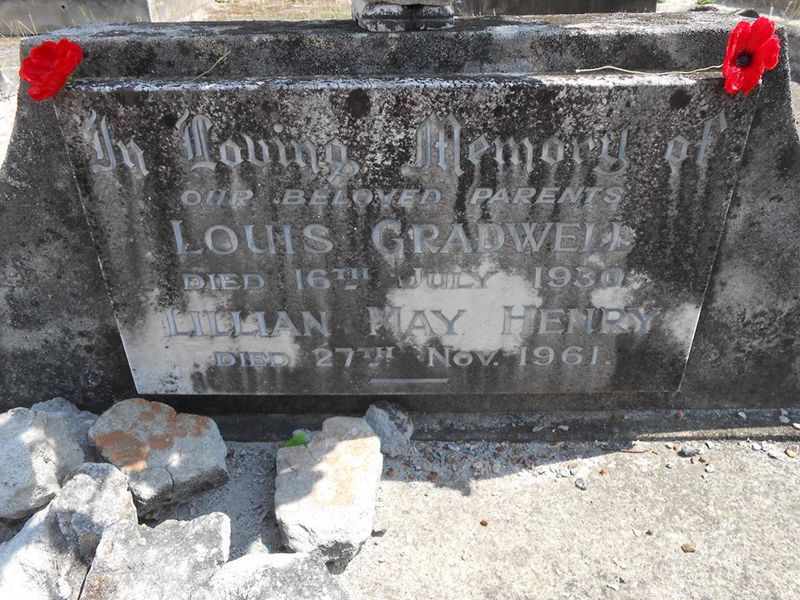 In Loving Memory of
OUR BELOVED PARENTS
LOUIS GRADWELL
DIED 16TH JULY 1930
LILLIAN MAY HENRY
DIED 27TH NOV. 1961.